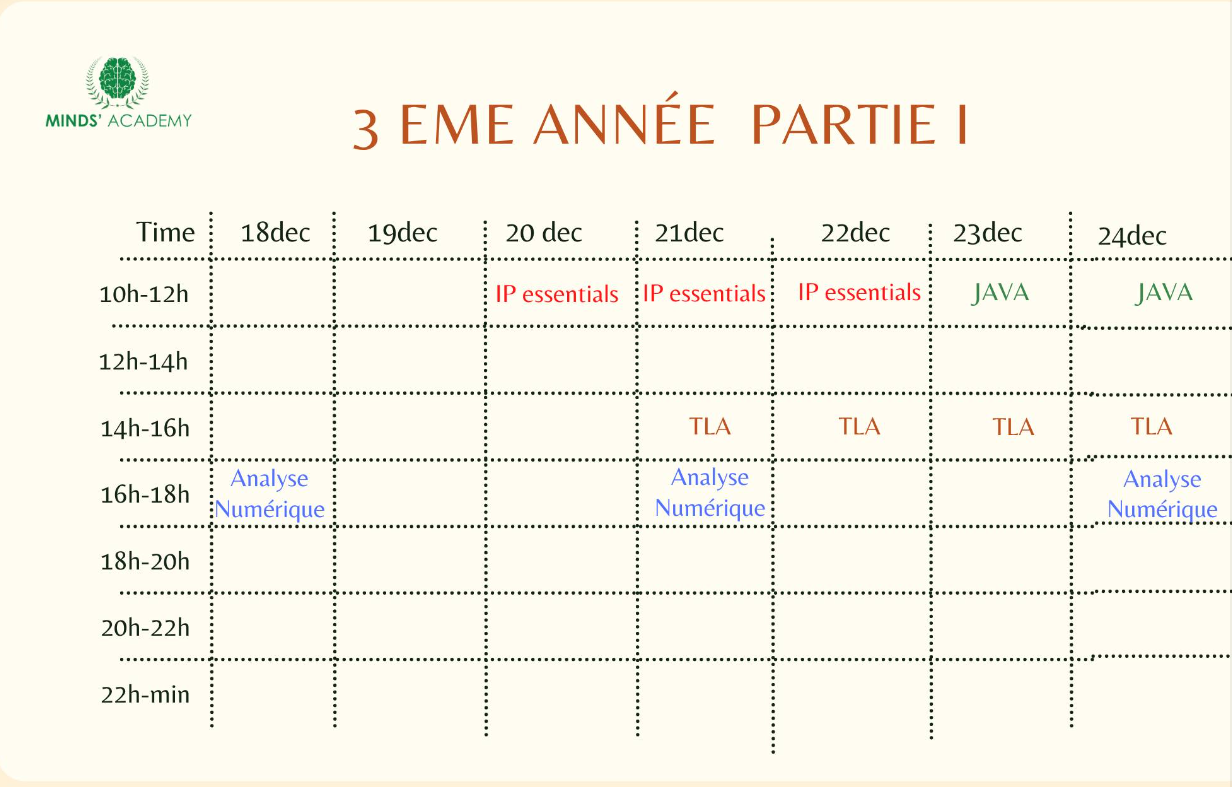 MINDS' ACADEMY
3 EME ANNÉE PARTIE I
Time 18dec 19dec 20 dec 21dec 22dec 23dec 24dec
10h-12h IP essentials IP essentials IP essentials JAVA JAVA
12h-14h
14h-16h TLA TLA TLA TLA
16h-18h Analyse Numérique Analyse Numérique Analyse Numérique
18h-20h
20h-22h
22h-min